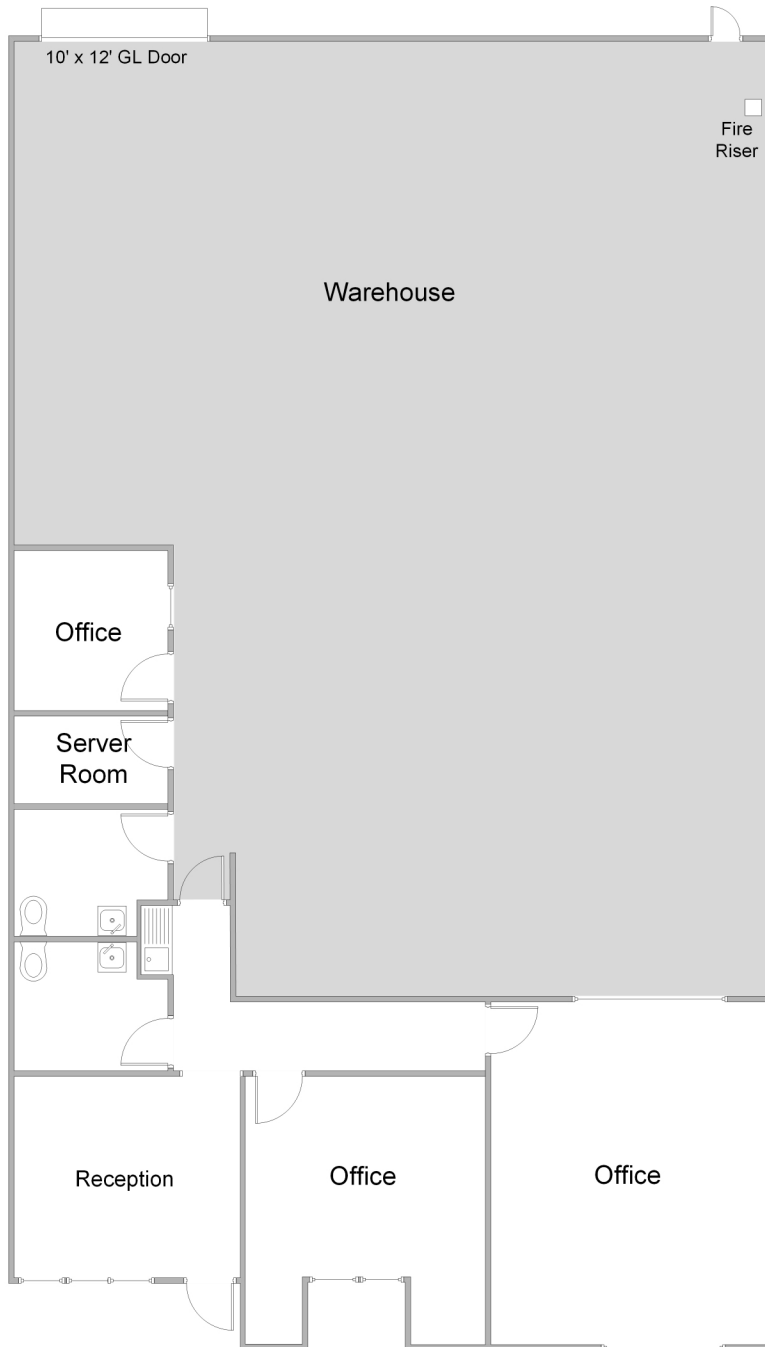 10' x 12' GL Door
Fire
Riser
Warehouse
Office
Server
Room
Reception
Office
Office